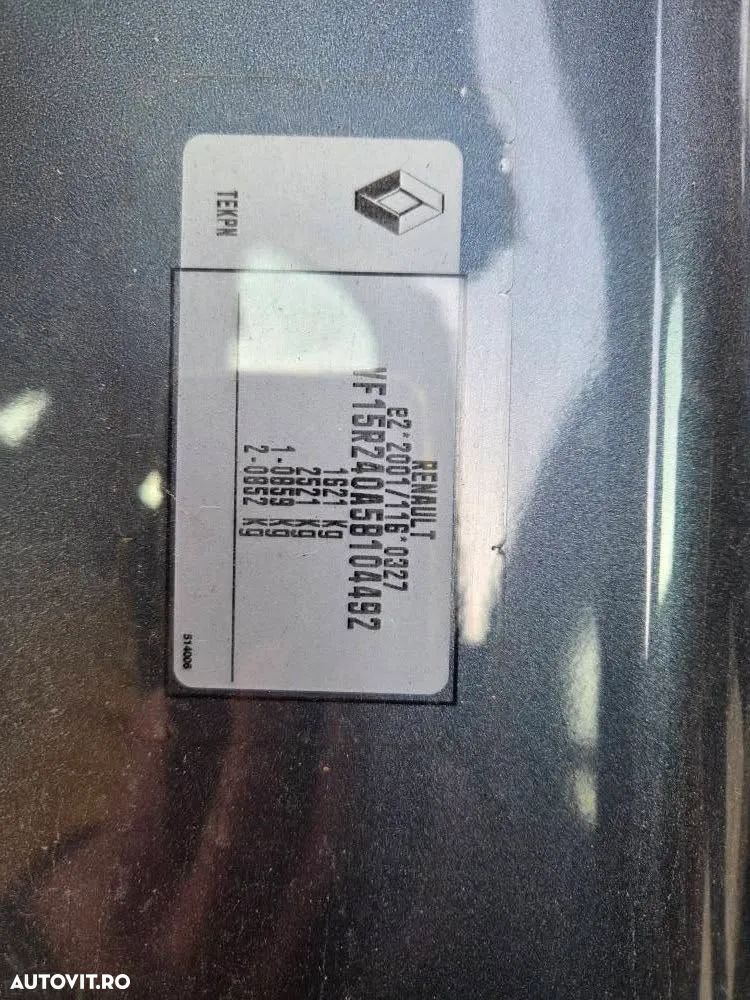 RENAULT
e2*2001/116*0327
VF15R240A58104492
1621 kg
2521 kg
1-0859 kg
2-0852 kg
TEKPN
514006
AUTOVIT.RO